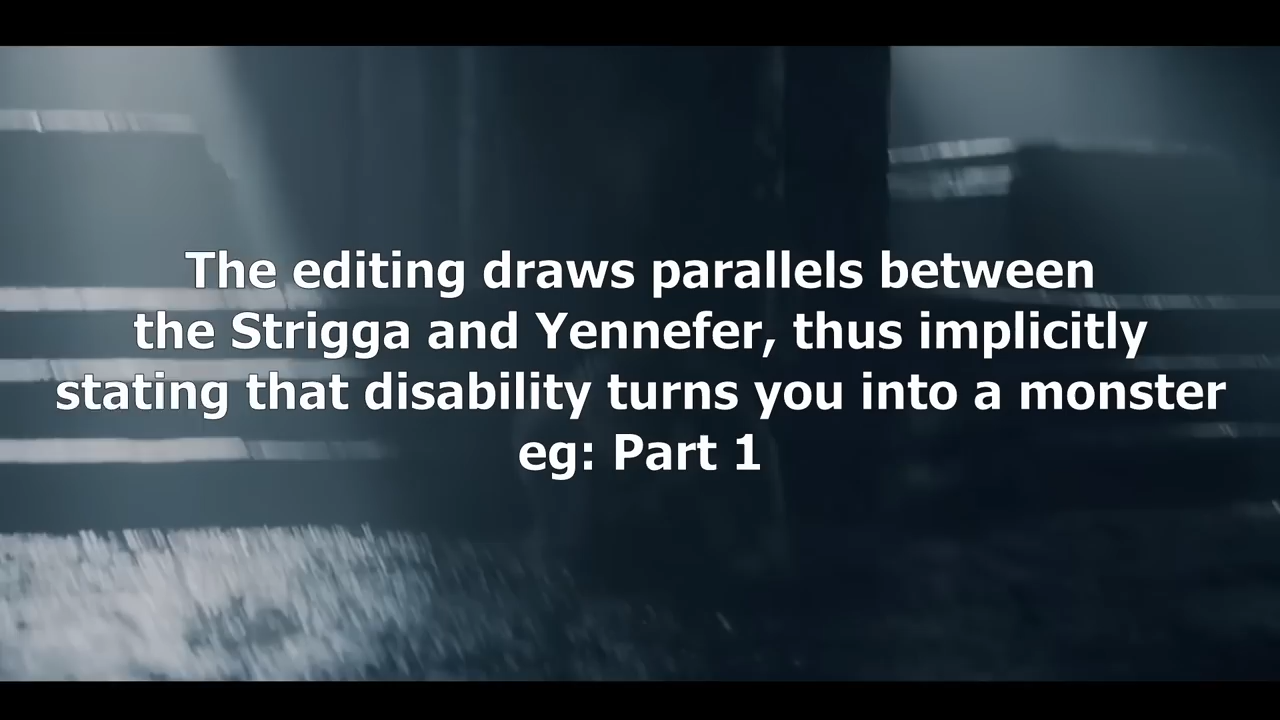 The editing draws parallels between
the Strigga and Yennefer, thus implicitly
stating that disability turns you into a monster
eg: Part 1